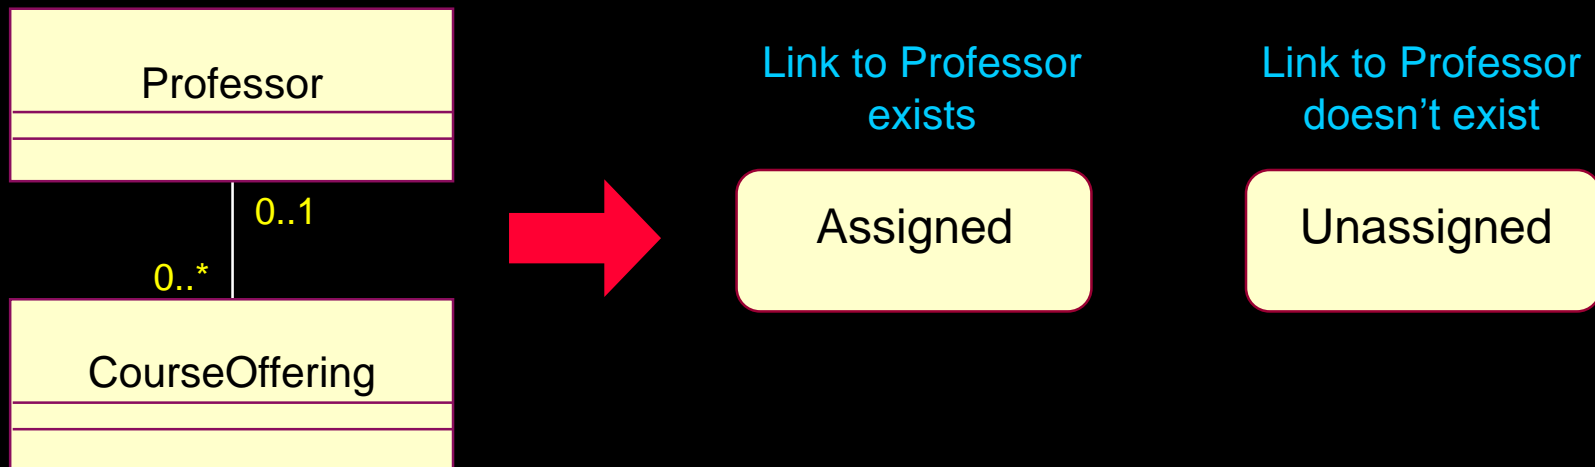 Professor
0..1
0..*
CourseOffering
Link to Professor
exists
Assigned
Link to Professor
doesn’t exist
Unassigned